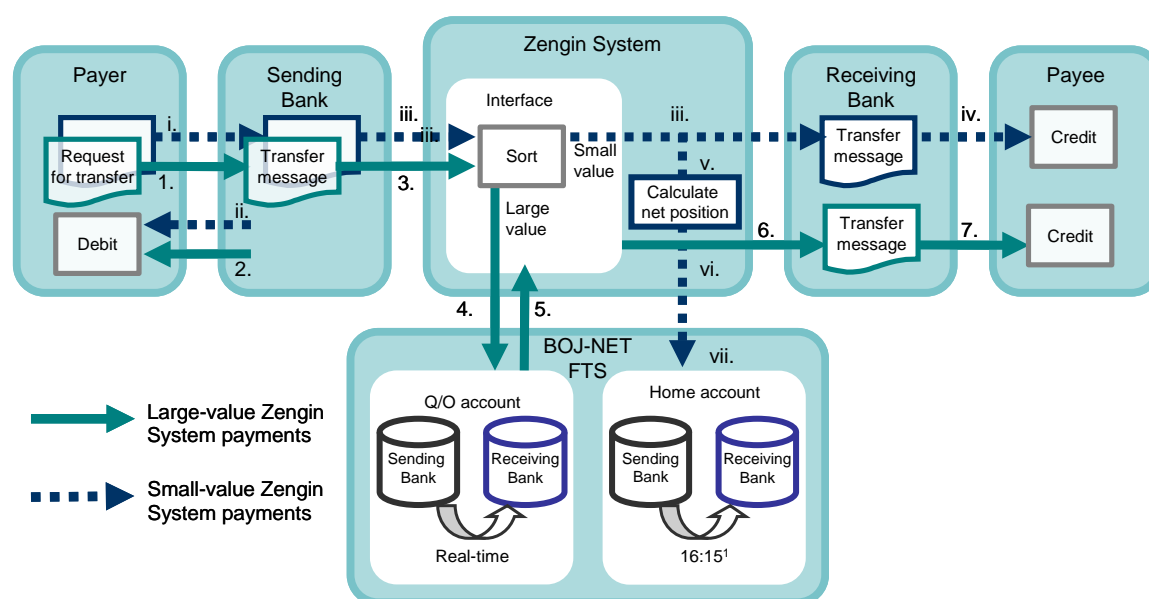 Zengin System
Payer
Sending
Bank
Receiving
Bank
Payee
Interface
i.
iii.
iii.
iii.
iv.
Request
for transfer
1.
Transfer
message
3.
Sort
Small
value
v.
Transfer
message
Credit
ii.
Calculate
net position
Large
value
Debit
2.
6.
Transfer
message
7.
Credit
vi.
4.
5.
BOJ-NET
FTS
vii.
Q/O account
Home account
Large-value Zengin
System payments
Sending
Bank
Receiving
Bank
Sending
Bank
Receiving
Bank
Small-value Zengin
System payments
Real-time
16:15¹